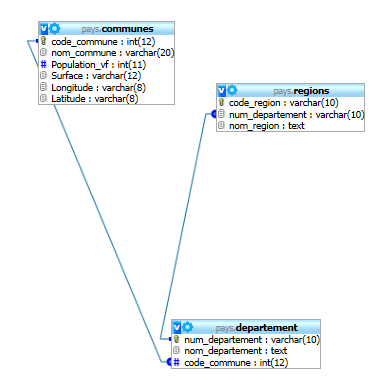 pays.communes
code_commune : int(12)
nom_commune : varchar(20)
# Population_vf : int(11)
Surface : varchar(12)
Longitude : varchar(8)
Latitude : varchar(8)
pays.regions
code_region : varchar(10)
num_departement : varchar(10)
nom_region : text
pays.departement
num_departement : varchar(10)
nom_departement : text
# code_commune : int(12)